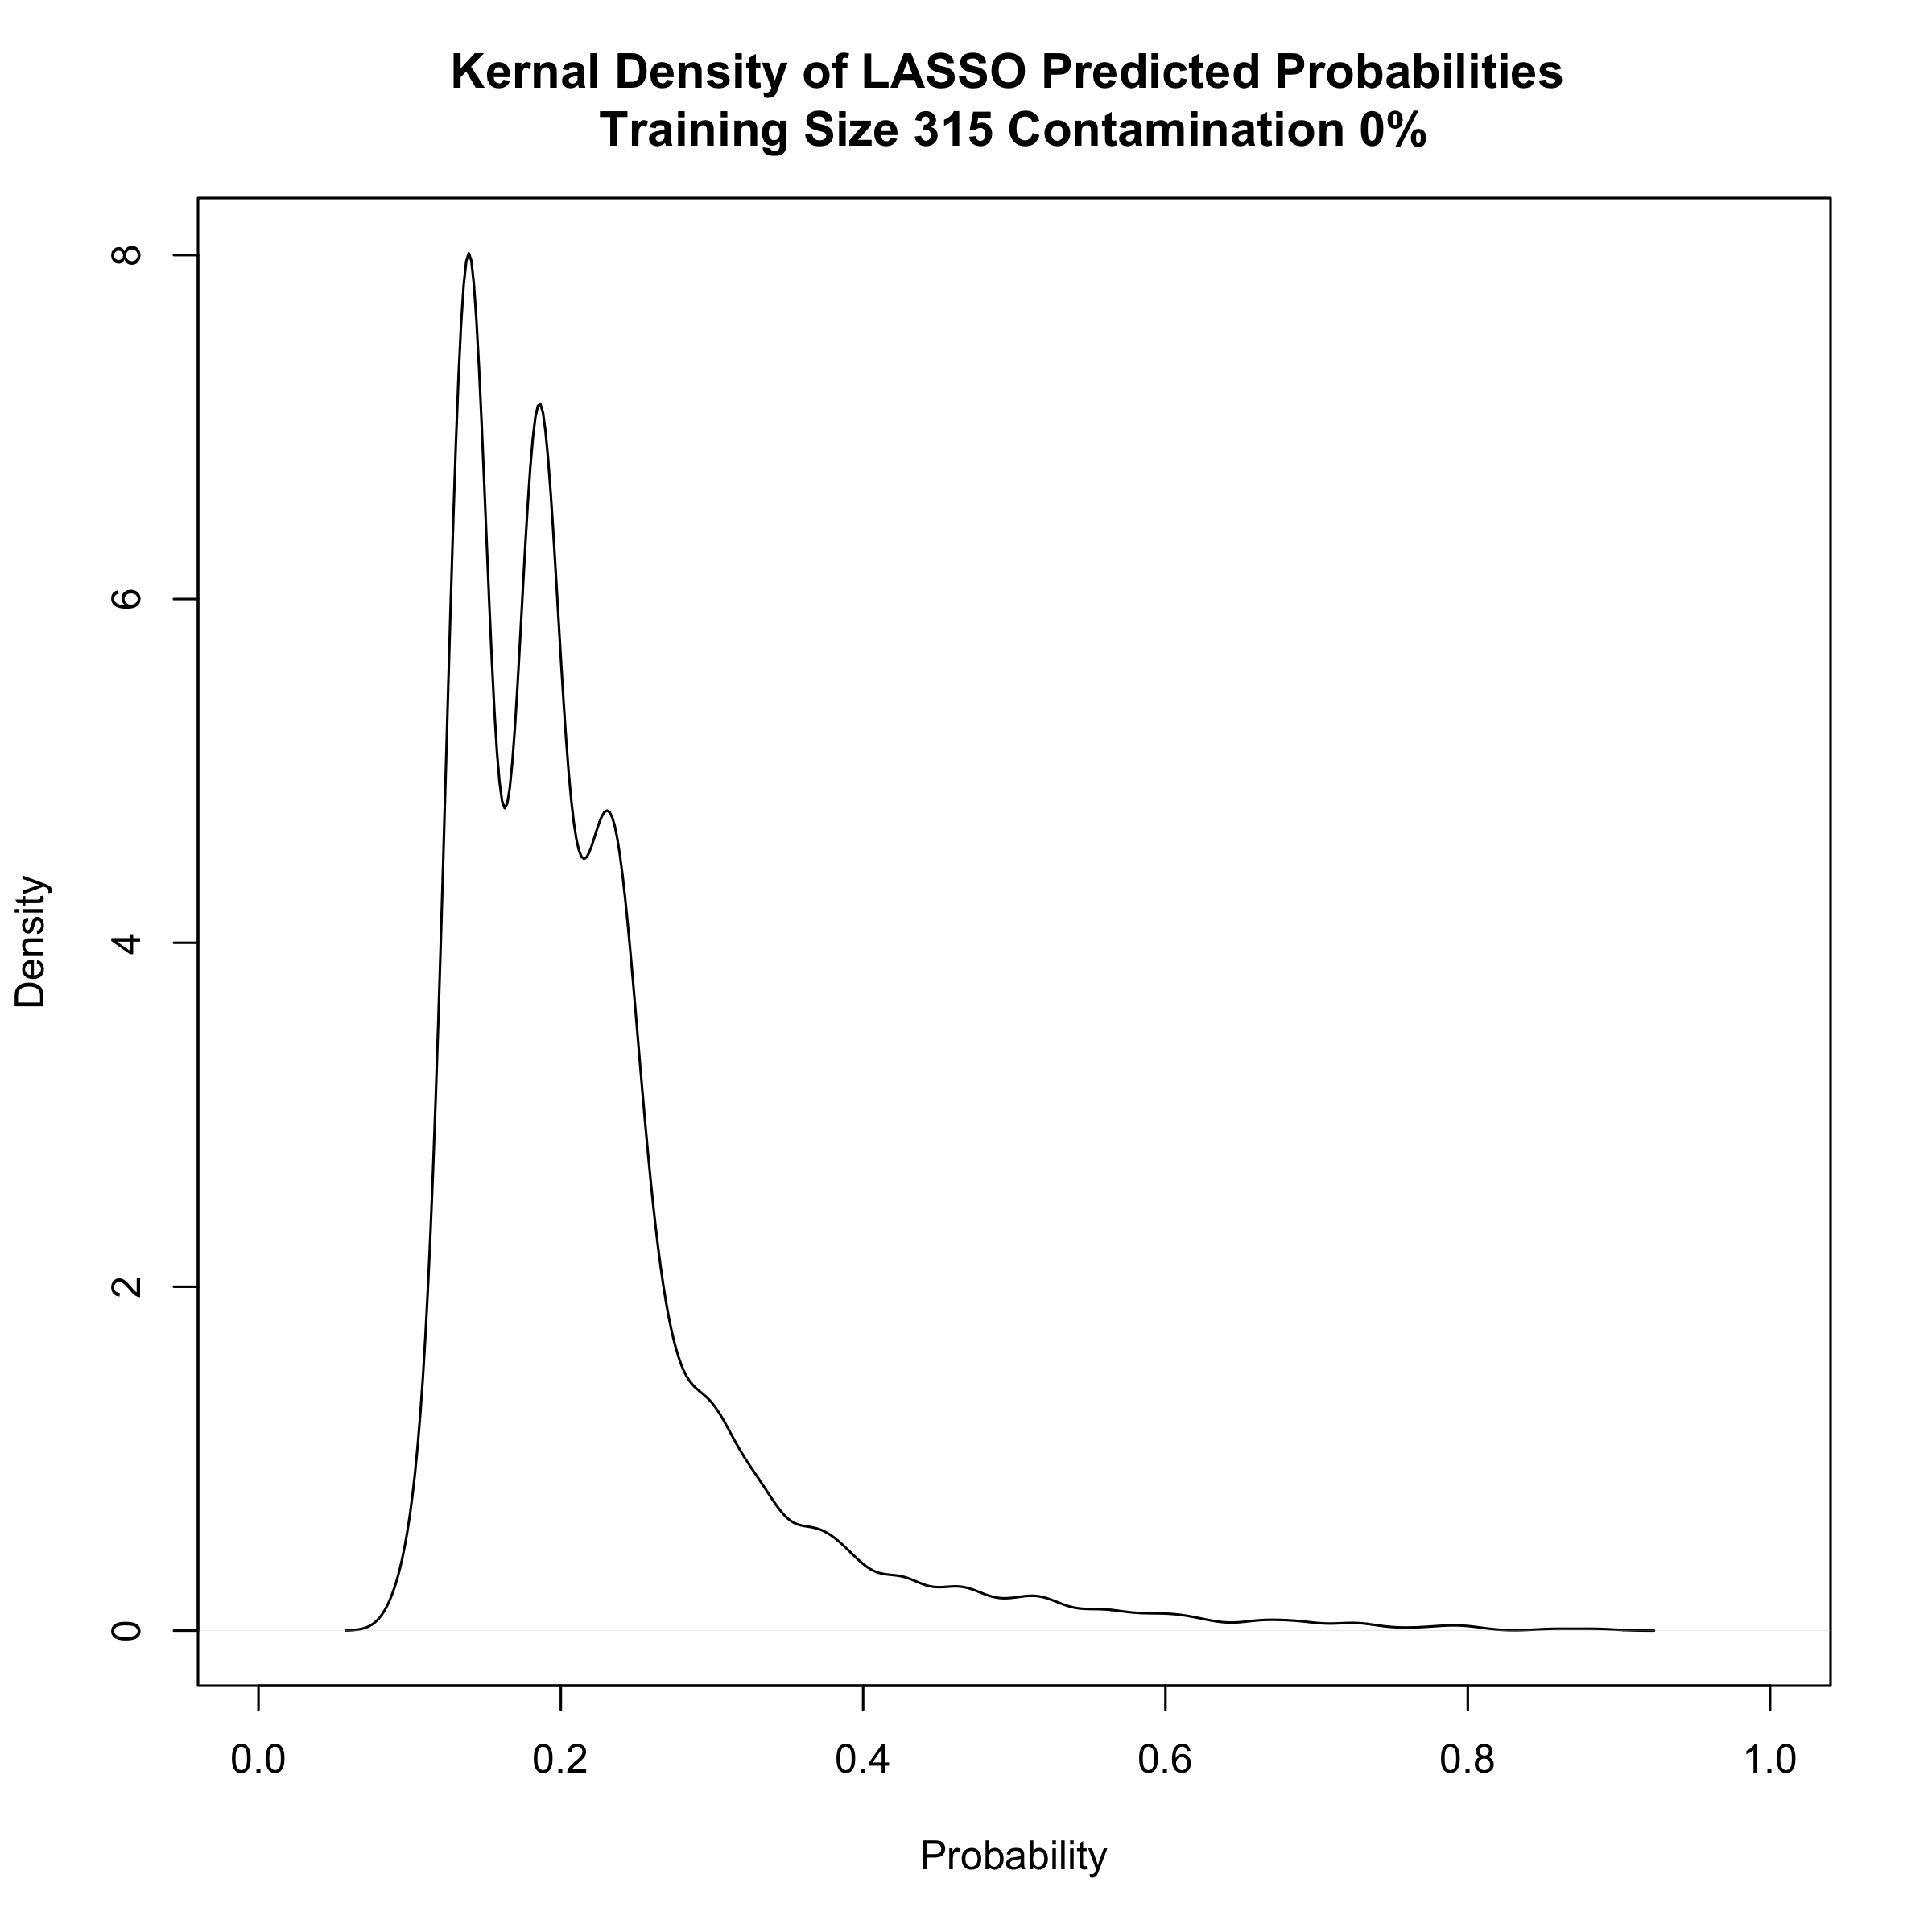 Kernal Density of LASSO Predicted Probabilities
Training Size 315 Contamination 0%
8
6
4
2
0
Density
0.0 0.2 0.4 0.6 0.8 1.0
Probability